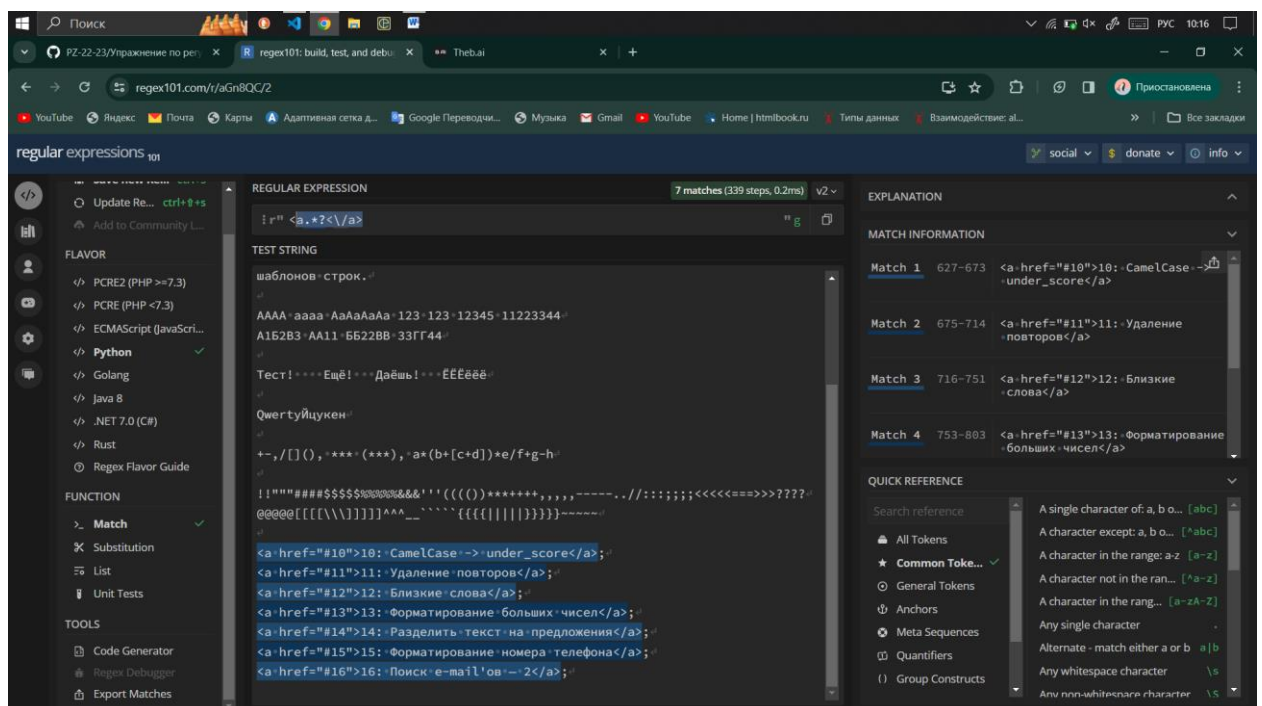 Поиск
РУС 10:16
PZ-22-23/Упражнение по рег
regex101: build, test, and debu
Theb.ai
regex101.com/r/aGn8QC/2
Приостановлена
YouTube Яндекс Почта Карты Адаптивная сетка д... Google Переводчи... Музыка Gmail YouTube Home | htmlbook.ru Типы данных Взаимодействие: al... » Все закладки
regular expressions 101
social donate info
Update Re... ctrl+⇧+s
Add to Community L...
FLAVOR
PCRE2 (PHP >=7.3)
PCRE (PHP <7.3)
ECMAScript (JavaScri...
Python
Golang
Java 8
.NET 7.0 (C#)
Rust
Regex Flavor Guide
FUNCTION
Match
Substitution
List
Unit Tests
TOOLS
Code Generator
Regex Debugger
Export Matches
REGULAR EXPRESSION
7 matches (339 steps, 0.2ms) v2
r" <a.*?<\/a> " g
TEST STRING
шаблонов строк.
АААА аааа АаАаАаАа 123 123 12345 11223344
А1Б2В3 АА11 ББ22ВВ 33ГГ44
Тест! Ещё! Даёшь! ЁЁЁёёё
QwertyЙцукен
+-,/[](), *** (***), a*(b+[c+d])*e/f+g-h
!!"""####$$$$$%%%%%%&&&'''(((())***++++,,,,,-----..//:::;;;;<<<<<===>>>????
@@@@@[[[[\\\]]]]]^^^__`````{{{{|||||}}}}}~~~~~
<a href="#10">10: CamelCase -> under_score</a>;
<a href="#11">11: Удаление повторов</a>;
<a href="#12">12: Близкие слова</a>;
<a href="#13">13: Форматирование больших чисел</a>;
<a href="#14">14: Разделить текст на предложения</a>;
<a href="#15">15: Форматирование номера телефона</a>;
<a href="#16">16: Поиск e-mail'ов — 2</a>;
EXPLANATION
MATCH INFORMATION
Match 1 627-673 <a href="#10">10: CamelCase ->
under_score</a>
Match 2 675-714 <a href="#11">11: Удаление
повторов</a>
Match 3 716-751 <a href="#12">12: Близкие
слова</a>
Match 4 753-803 <a href="#13">13: Форматирование
больших чисел</a>
QUICK REFERENCE
Search reference
All Tokens
Common Toke...
General Tokens
Anchors
Meta Sequences
Quantifiers
Group Constructs
A single character of: a, b o... [abc]
A character except: a, b o... [^abc]
A character in the range: a-z [a-z]
A character not in the ran... [^a-z]
A character in the rang... [a-zA-Z]
Any single character .
Alternate - match either a or b a|b
Any whitespace character \s
Any non-whitespace character \S